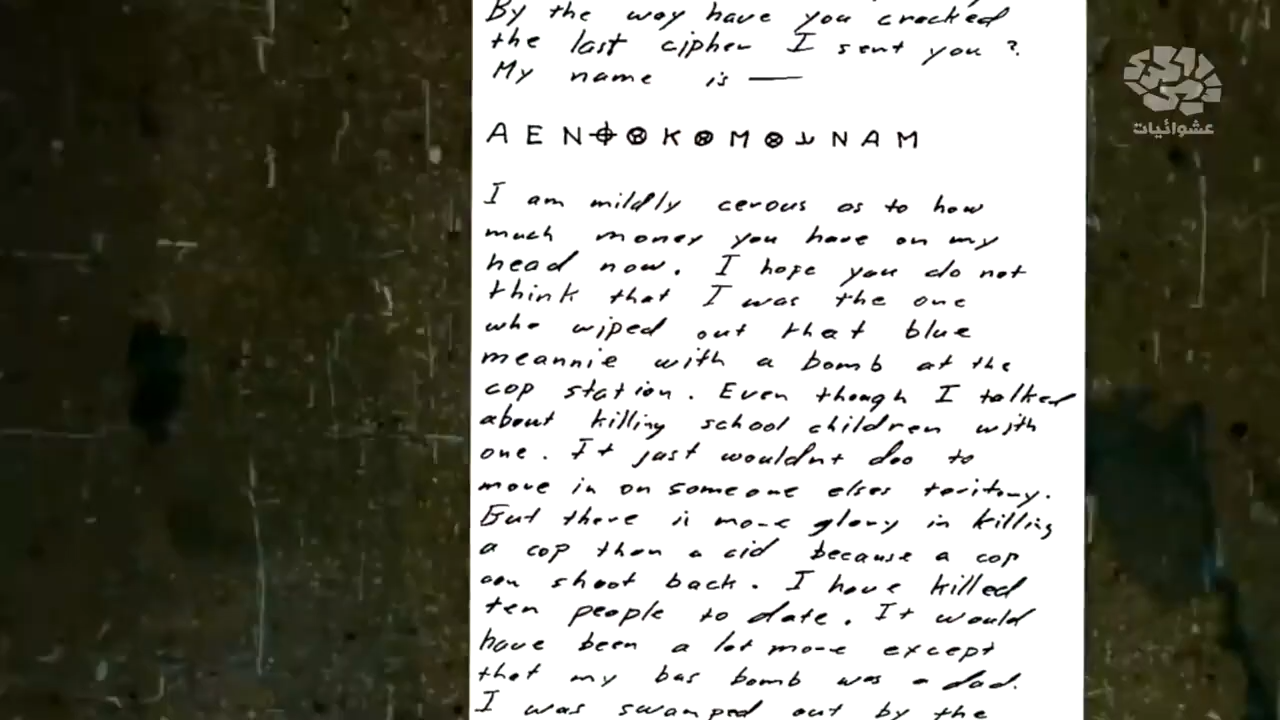 By the way have you cracked
the last cipher I sent you ?
My name is —
A E N ⌖ ⊗ K ⊗ M ⊗ ⅄ N A M
I am mildly cerous as to how
much money you have on my
head now. I hope you do not
think that I was the one
who wiped out that blue
meannie with a bomb at the
cop station. Even though I talked
about killing school children with
one. It just wouldnt doo to
move in on someone elses teritory.
But there is more glory in killing
a cop than a cid because a cop
can shoot back. I have killed
ten people to date. It would
have been a lot more except
that my bus bomb was a dad.
I was swamped out by the
عشوائيات